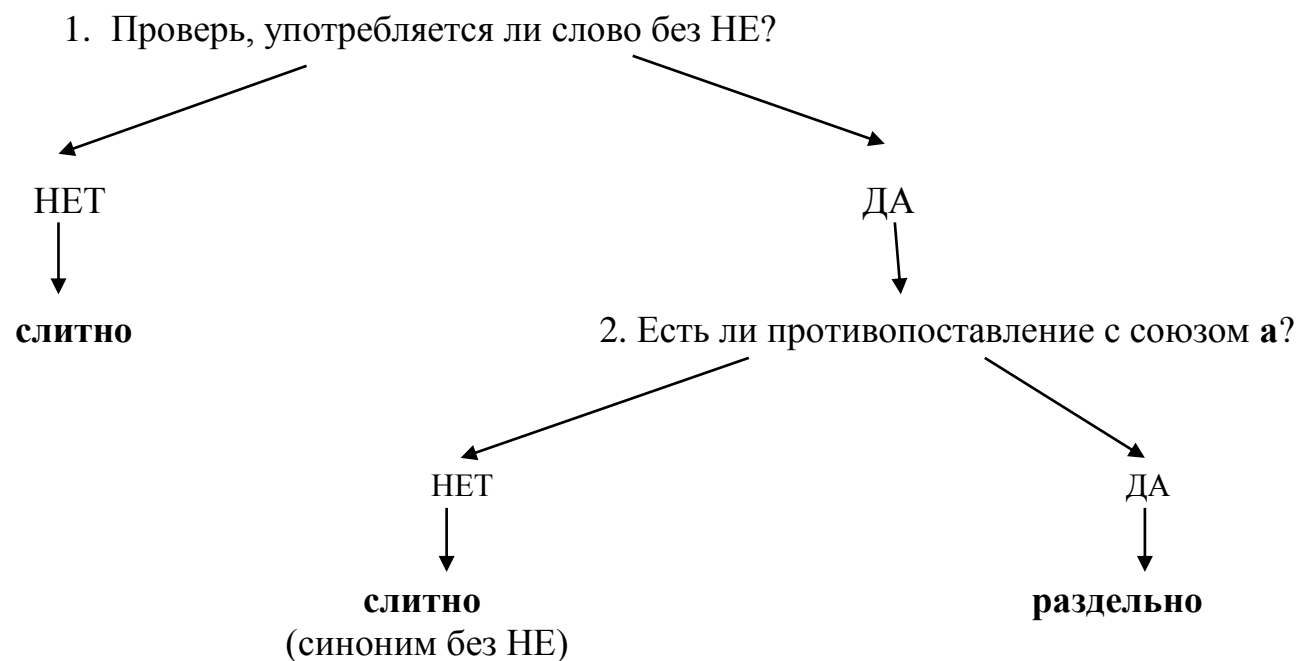 1. Проверь, употребляется ли слово без НЕ?
НЕТ
ДА
слитно
2. Есть ли противопоставление с союзом а?
НЕТ
ДА
слитно
раздельно
(синоним без НЕ)